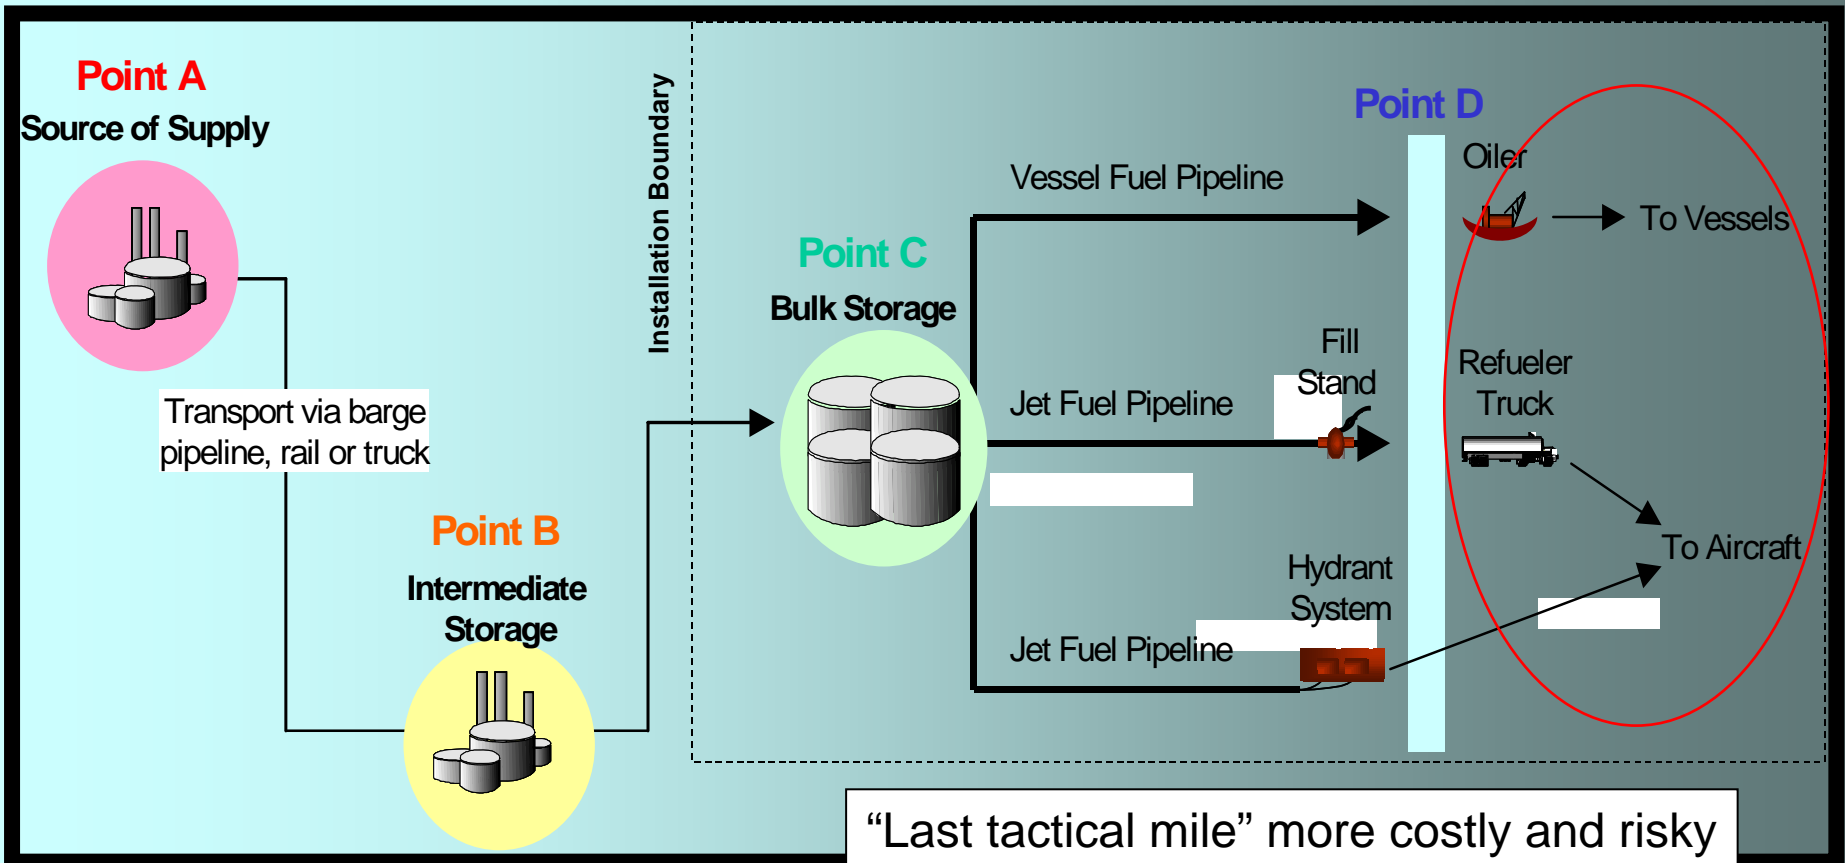 Point A
Source of Supply
Transport via barge
pipeline, rail or truck
Point B
Intermediate
Storage
Installation Boundary
Point C
Bulk Storage
Vessel Fuel Pipeline
Jet Fuel Pipeline
Fill
Stand
Jet Fuel Pipeline
Hydrant
System
Point D
Oiler
To Vessels
Refueler
Truck
To Aircraft
“Last tactical mile” more costly and risky